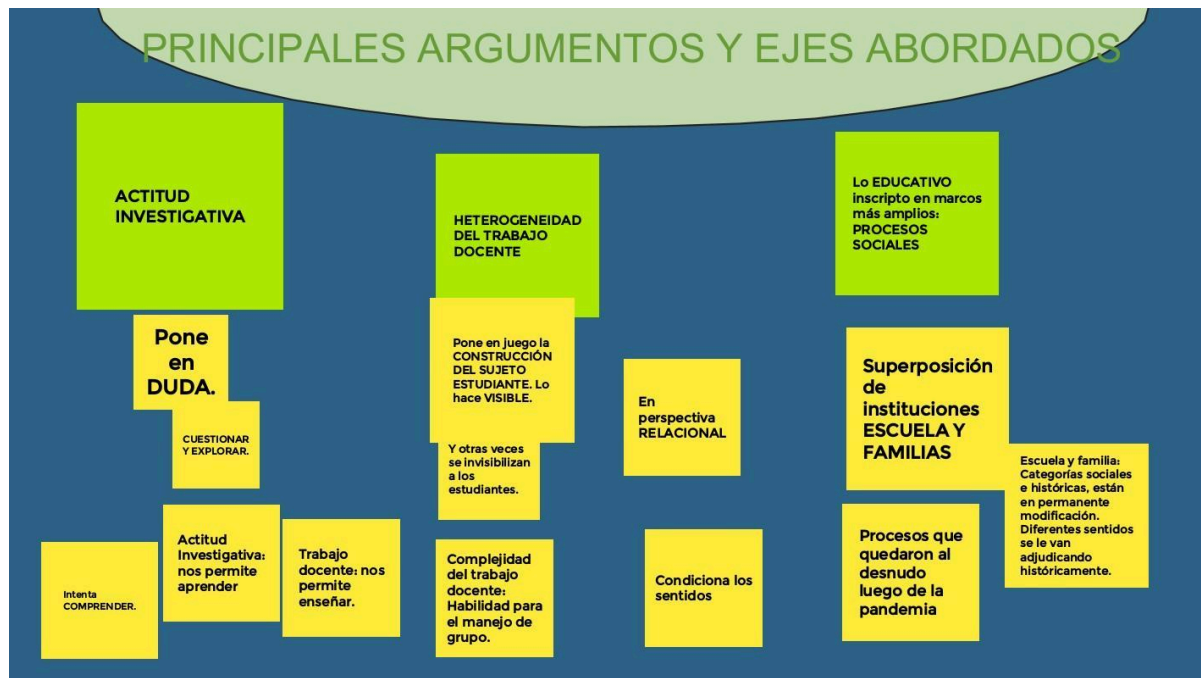 PRINCIPALES ARGUMENTOS Y EJES ABORDADOS
ACTITUD
INVESTIGATIVA
Pone
en
DUDA.
CUESTIONAR
Y EXPLORAR.
Intenta
COMPRENDER.
Actitud
Investigativa:
nos permite
aprender
Trabajo
docente: nos
permite
enseñar.
HETEROGENEIDAD
DEL TRABAJO
DOCENTE
Pone en juego la
CONSTRUCCIÓN
DEL SUJETO
ESTUDIANTE. Lo
hace VISIBLE.
Y otras veces
se invisibilizan
a los
estudiantes.
Complejidad
del trabajo
docente:
Habilidad para
el manejo de
grupo.
En
perspectiva
RELACIONAL
Condiciona los
sentidos
Lo EDUCATIVO
inscripto en marcos
más amplios:
PROCESOS
SOCIALES
Superposición
de
instituciones
ESCUELA Y
FAMILIAS
Escuela y familia:
Categorías sociales
e históricas, están
en permanente
modificación.
Diferentes sentidos
se le van
adjudicando
históricamente.
Procesos que
quedaron al
desnudo
luego de la
pandemia